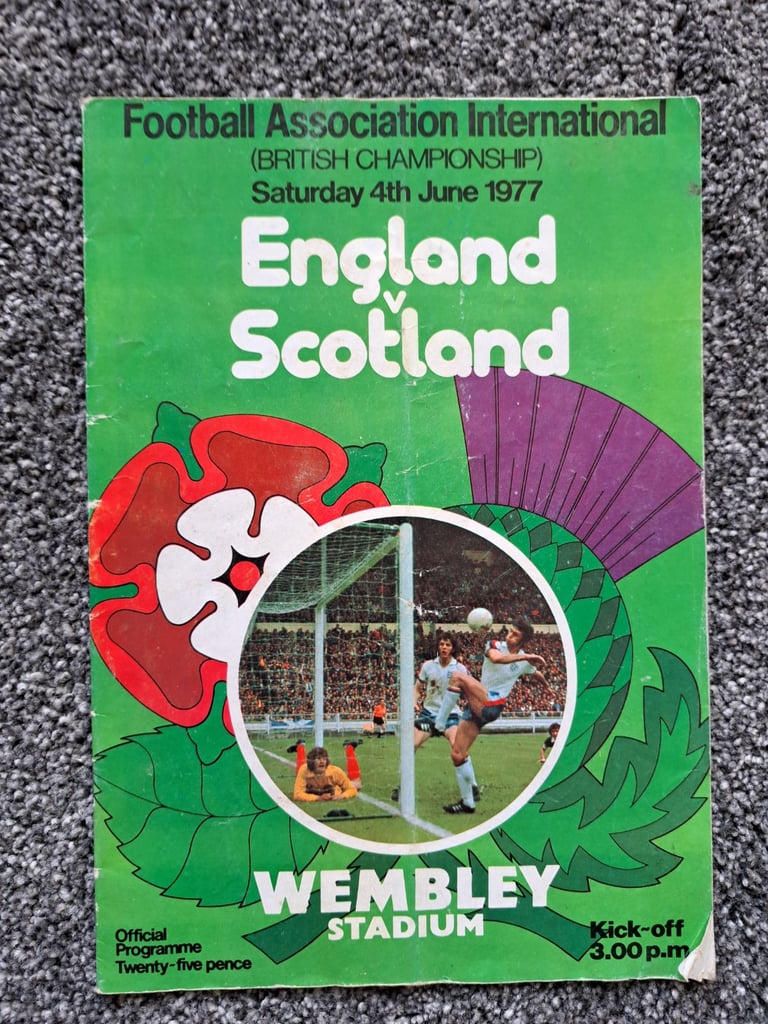 Football Association International
(BRITISH CHAMPIONSHIP)
Saturday 4th June 1977
England
v
Scotland
WEMBLEY
STADIUM
Official
Programme
Twenty-five pence
Kick-off
3.00 p.m